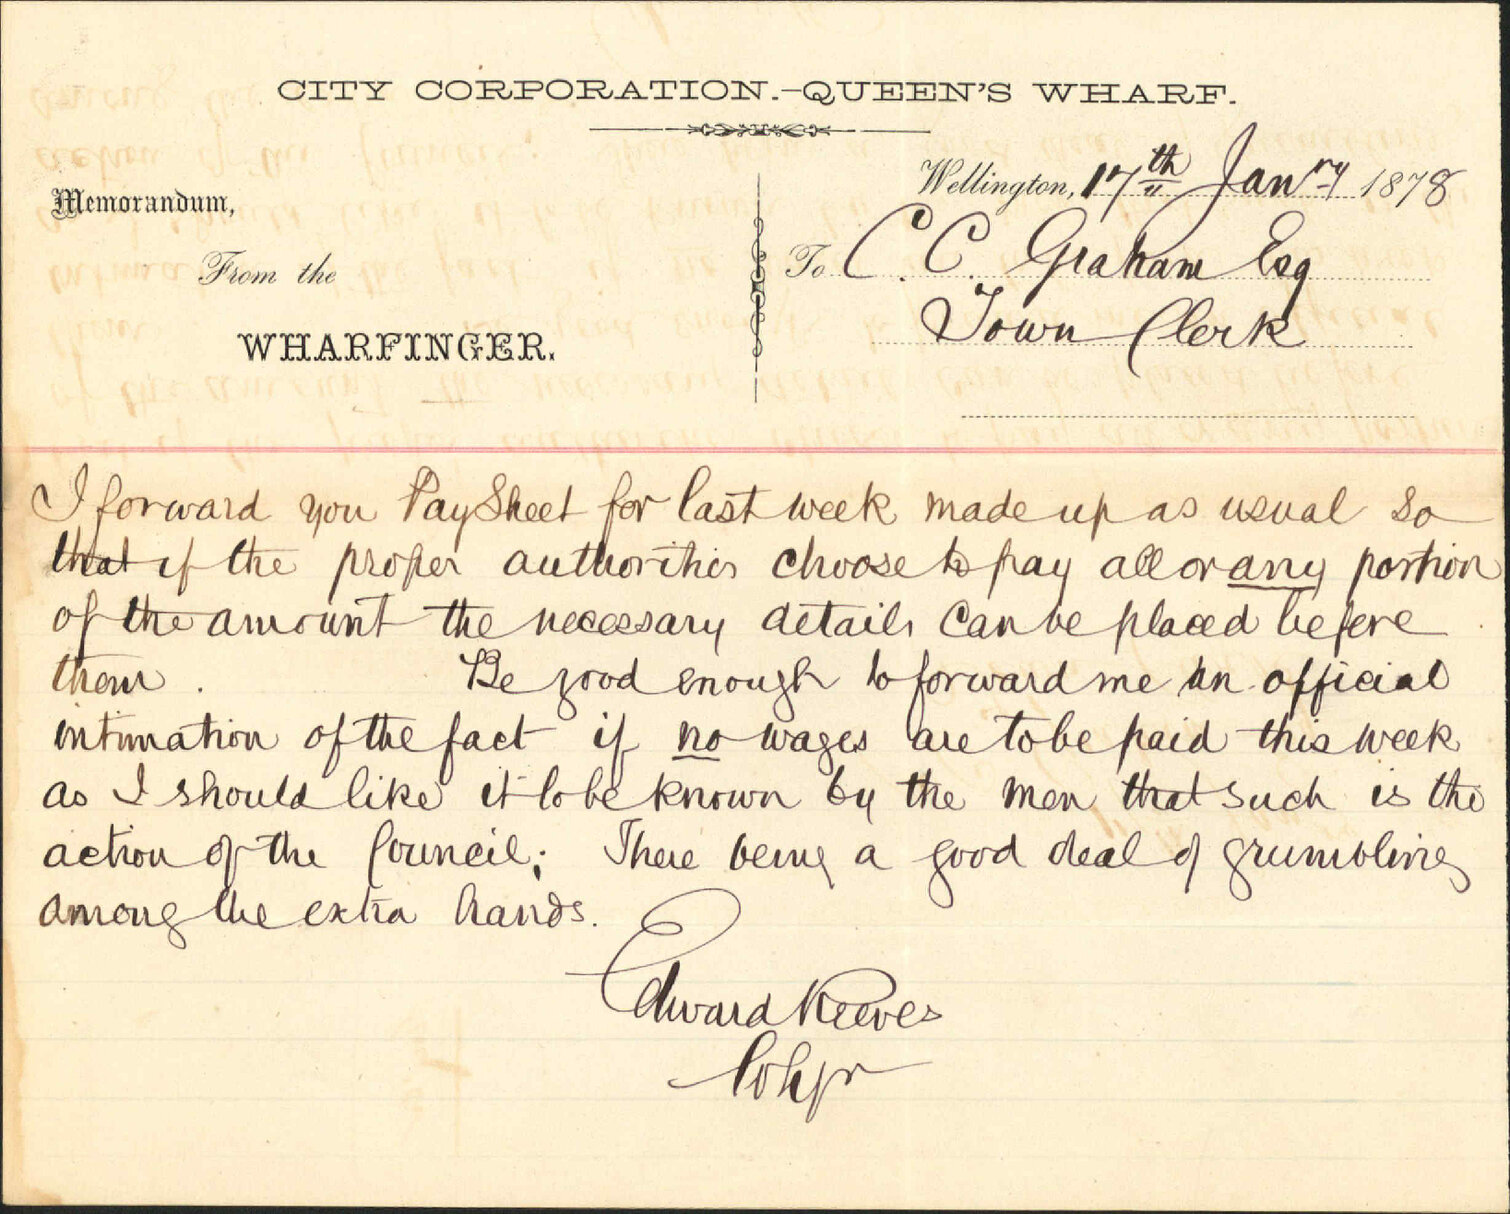 CITY CORPORATION.-QUEEN'S WHARF.
Memorandum,
From the
WHARFINGER.
Wellington, 17th Janry 1878
To C. C. Graham Esq
Town Clerk
I forward you Pay Sheet for last week made up as usual so
that if the proper authorities choose to pay all or any portion
of the amount the necessary details can be placed before
them. Be good enough to forward me an official
intimation of the fact if no wages are to be paid this week
as I should like it to be known by the men that such is the
action of the Council; There being a good deal of grumbling
among the extra hands.
Edward Reeves